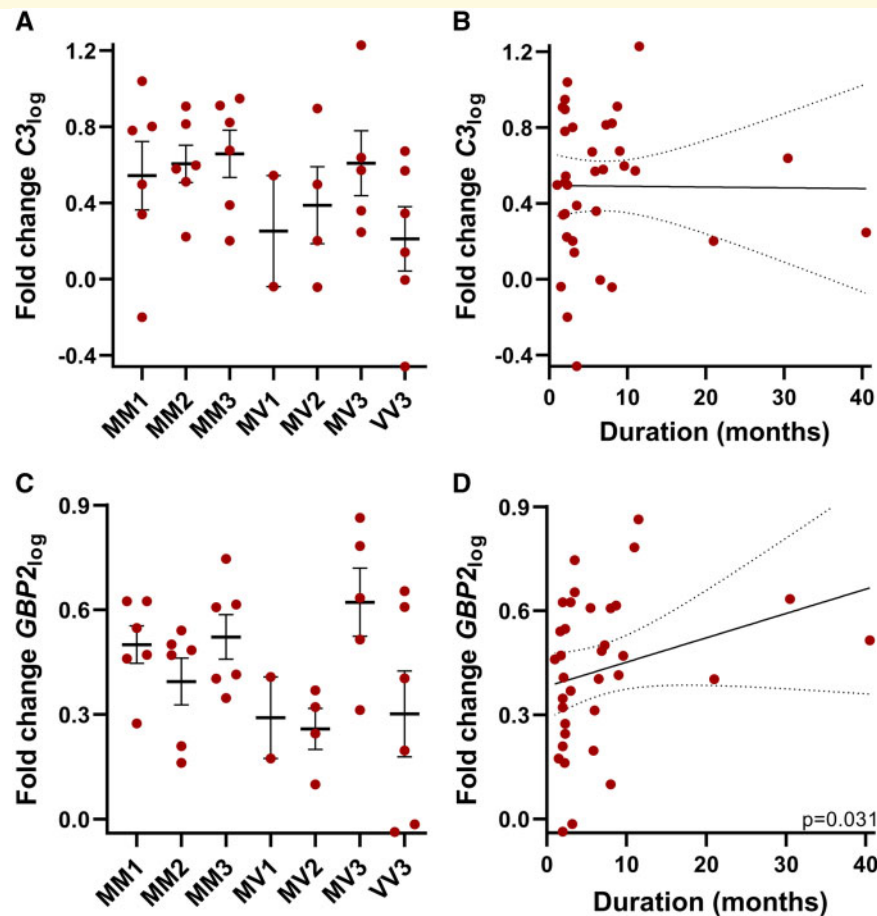 A
Fold change C3log
1.2
0.8
0.4
0.0
-0.4
MM1 MM2 MM3 MV1 MV2 MV3 VV3
B
Fold change C3log
1.2
0.8
0.4
0.0
-0.4
0 10 20 30 40
Duration (months)
C
Fold change GBP2log
0.9
0.6
0.3
0.0
MM1 MM2 MM3 MV1 MV2 MV3 VV3
D
Fold change GBP2log
0.9
0.6
0.3
0.0
p=0.031
0 10 20 30 40
Duration (months)